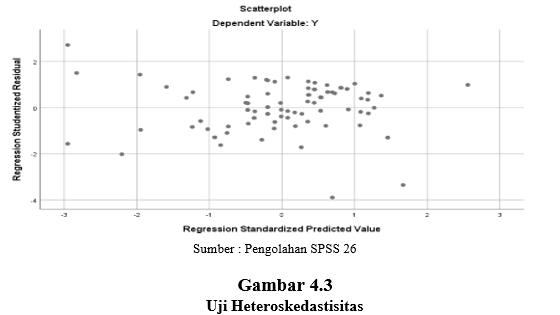 Scatterplot
Dependent Variable: Y
Regression Studentized Residual
2
0
-2
-4
-3
-2
-1
0
1
2
3
Regression Standardized Predicted Value
Sumber : Pengolahan SPSS 26
Gambar 4.3
Uji Heteroskedastisitas